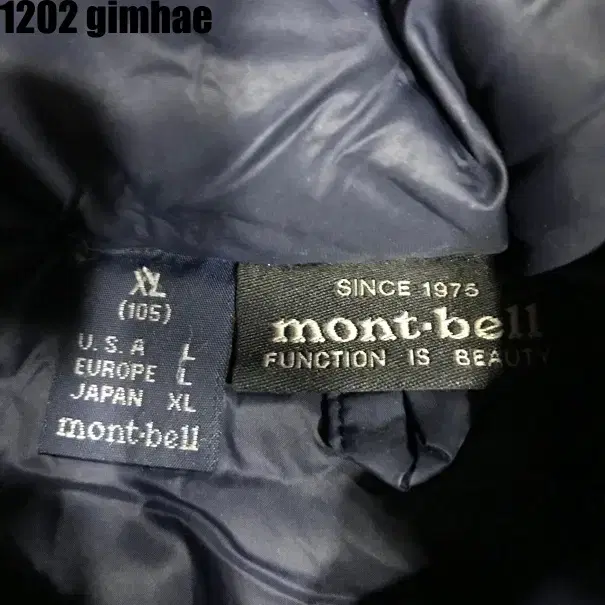 1202 gimhae
XL
(105)
U.S.A L
EUROPE L
JAPAN XL
mont-bell
SINCE 1975
mont-bell
FUNCTION IS BEAUTY